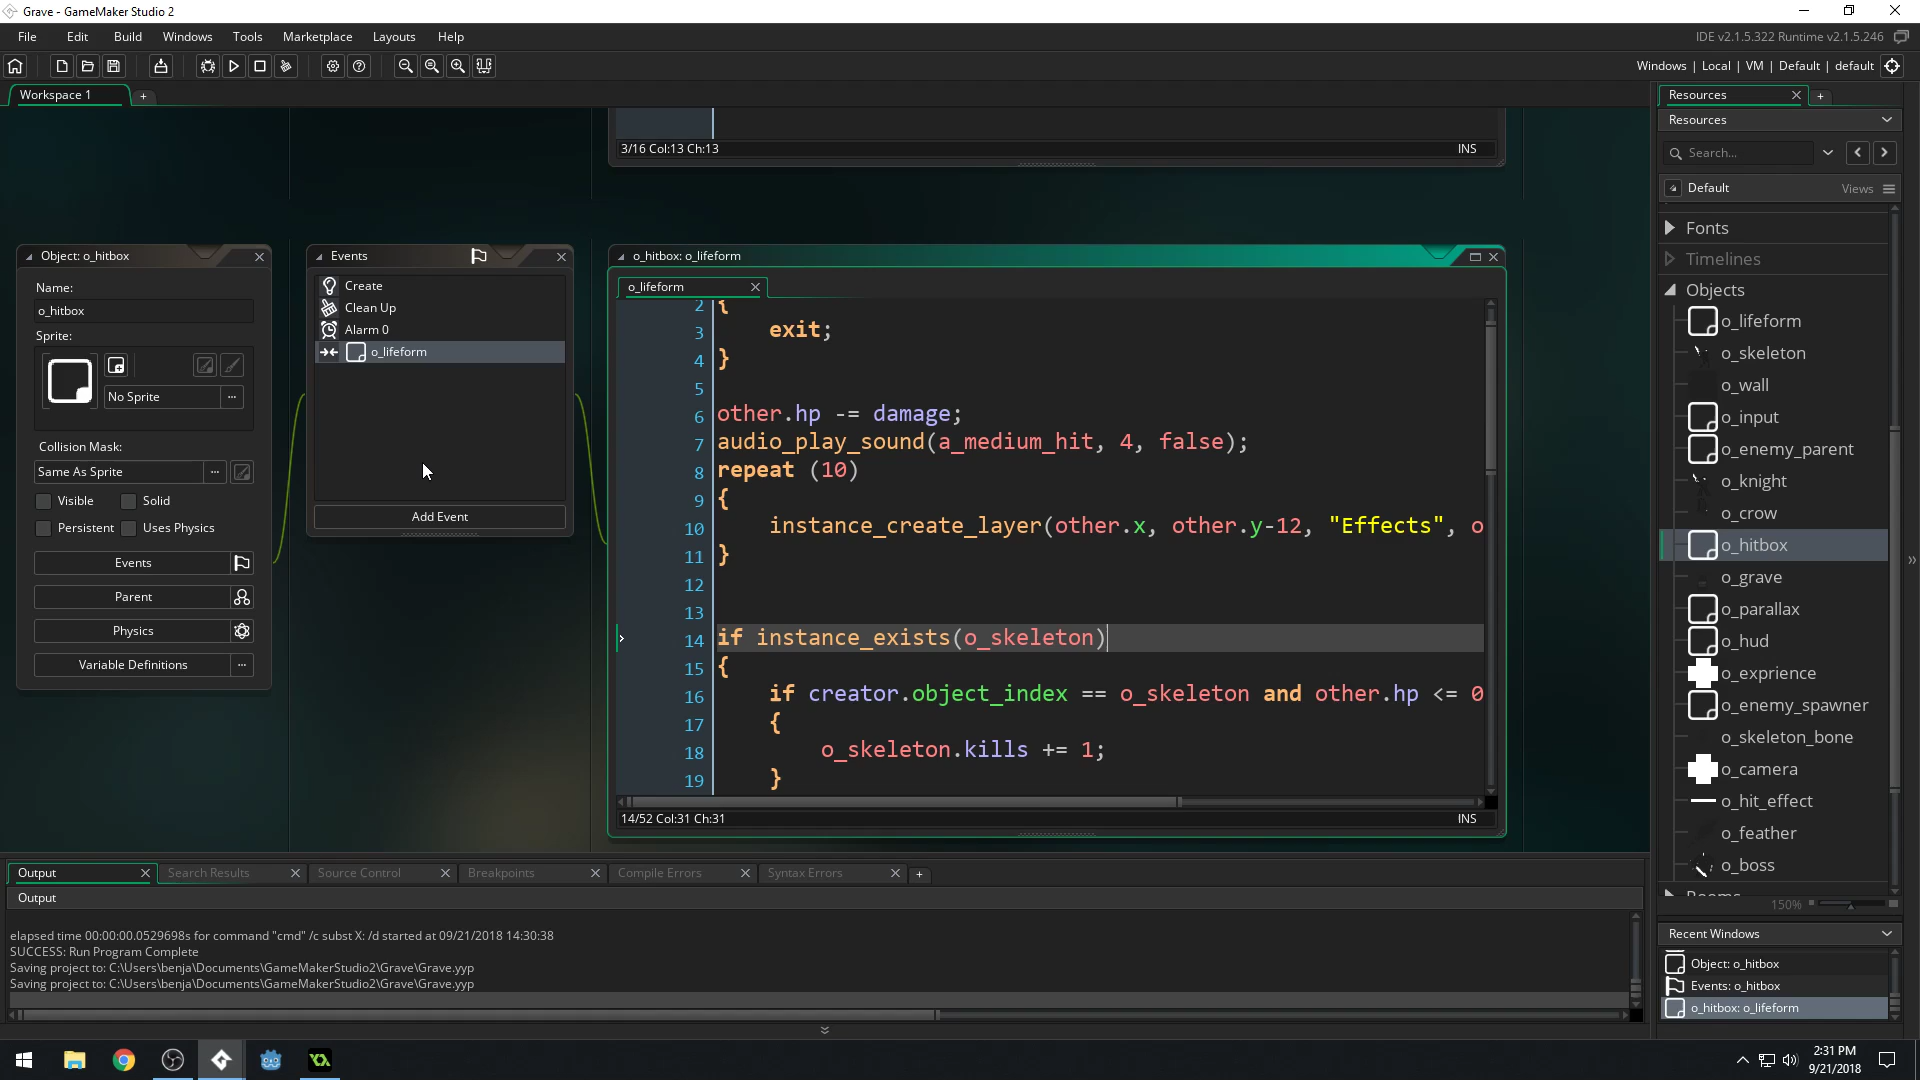 Grave - GameMaker Studio 2
File Edit Build Windows Tools Marketplace Layouts Help
IDE v2.1.5.322 Runtime v2.1.5.246
Windows | Local | VM | Default | default
Workspace 1
3/16 Col:13 Ch:13
INS
Object: o_hitbox
Name:
o_hitbox
Sprite:
No Sprite
Collision Mask:
Same As Sprite
Visible
Solid
Persistent
Uses Physics
Events
Parent
Physics
Variable Definitions
Events
Create
Clean Up
Alarm 0
o_lifeform
Add Event
o_hitbox: o_lifeform
o_lifeform
2 {
3 exit;
4 }
5
6 other.hp -= damage;
7 audio_play_sound(a_medium_hit, 4, false);
8 repeat (10)
9 {
10 instance_create_layer(other.x, other.y-12, "Effects", o
11 }
12
13
14 if instance_exists(o_skeleton)
15 {
16 if creator.object_index == o_skeleton and other.hp <= 0
17 {
18 o_skeleton.kills += 1;
19 }
14/52 Col:31 Ch:31
INS
Resources
Resources
Search...
Default
Views
Fonts
Timelines
Objects
o_lifeform
o_skeleton
o_wall
o_input
o_enemy_parent
o_knight
o_crow
o_hitbox
o_grave
o_parallax
o_hud
o_exprience
o_enemy_spawner
o_skeleton_bone
o_camera
o_hit_effect
o_feather
o_boss
Rooms
150%
Recent Windows
Object: o_hitbox
Events: o_hitbox
o_hitbox: o_lifeform
Output
Search Results
Source Control
Breakpoints
Compile Errors
Syntax Errors
Output
elapsed time 00:00:00.0529698s for command "cmd" /c subst X: /d started at 09/21/2018 14:30:38
SUCCESS: Run Program Complete
Saving project to: C:\Users\benja\Documents\GameMakerStudio2\Grave\Grave.yyp
Saving project to: C:\Users\benja\Documents\GameMakerStudio2\Grave\Grave.yyp
2:31 PM
9/21/2018